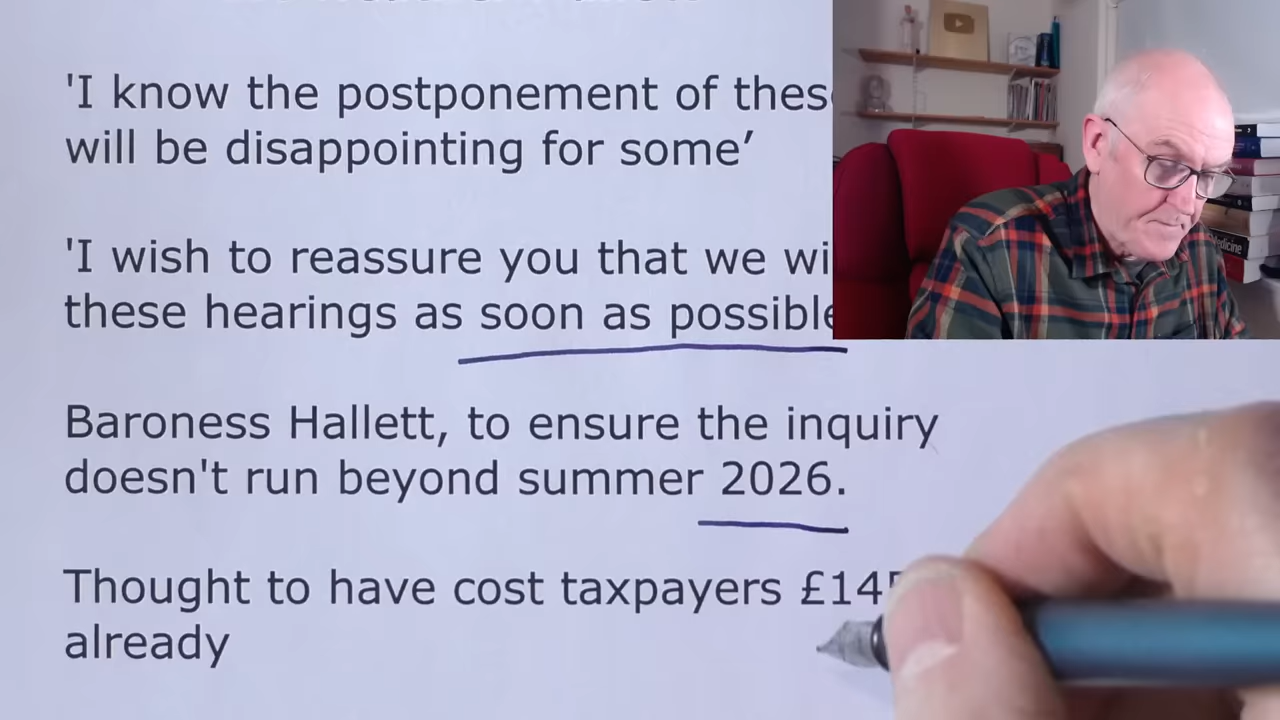 'I know the postponement of these
will be disappointing for some’
'I wish to reassure you that we
these hearings as soon as possible
Baroness Hallett, to ensure the inquiry
doesn't run beyond summer 2026.
Thought to have cost taxpayers
already
Medicine